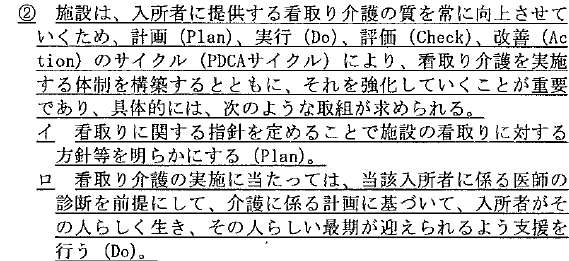 ② 施設は、入所者に提供する看取り介護の質を常に向上させて
いくため、計画 (Plan)、実行 (Do)、評価 (Check)、改善 (Ac
tion) のサイクル (PDCAサイクル) により、看取り介護を実施
する体制を構築するとともに、それを強化していくことが重要
であり、具体的には、次のような取組が求められる。
イ 看取りに関する指針を定めることで施設の看取りに対する
方針等を明らかにする (Plan)。
ロ 看取り介護の実施に当たっては、当該入所者に係る医師の
診断を前提にして、介護に係る計画に基づいて、入所者がそ
の人らしく生き、その人らしい最期が迎えられるよう支援を
行う (Do)。